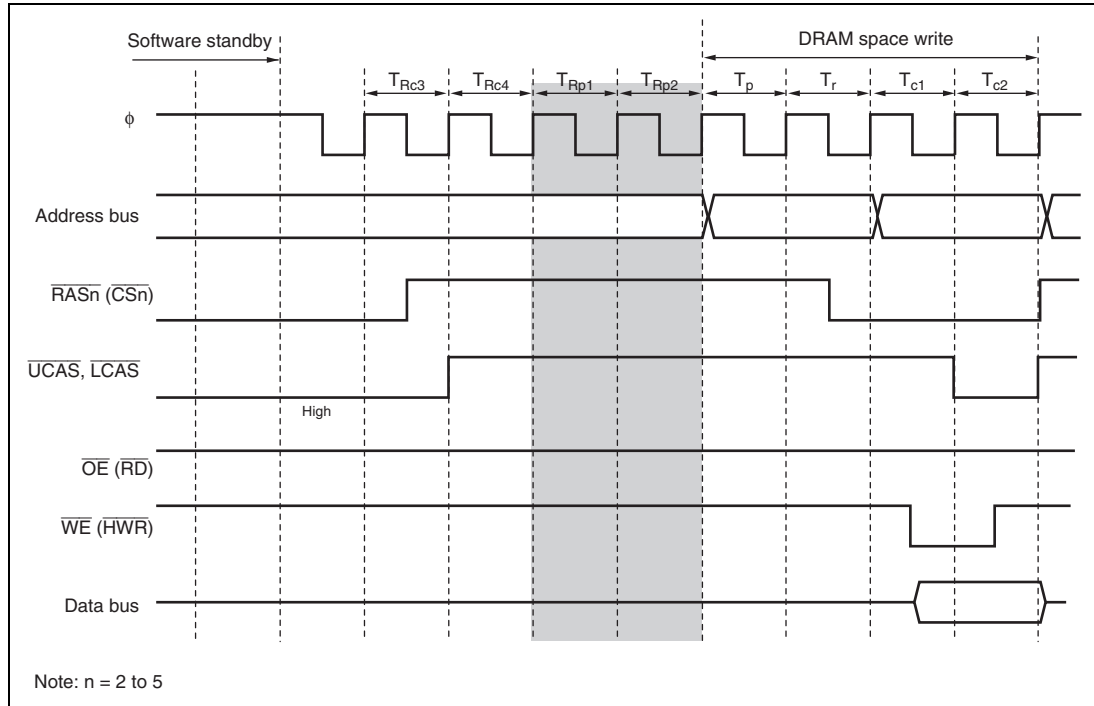 Software standby
DRAM space write
TRc3 TRc4 TRp1 TRp2 Tp Tr Tc1 Tc2
ϕ
Address bus
RASn (CSn)
UCAS, LCAS
High
OE (RD)
WE (HWR)
Data bus
Note: n = 2 to 5